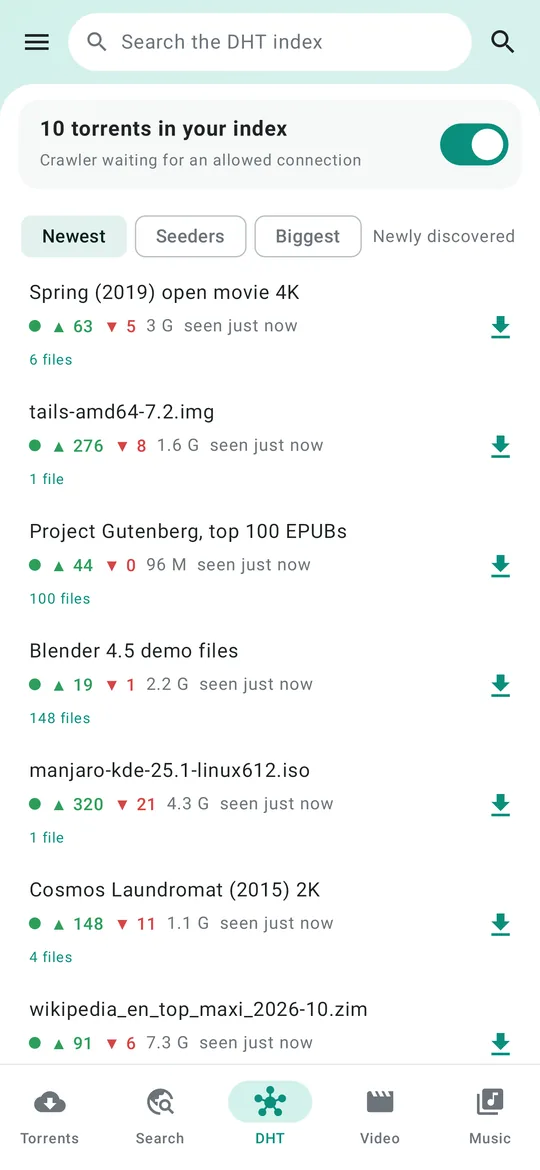 Search the DHT index
10 torrents in your index
Crawler waiting for an allowed connection
Newest Seeders Biggest Newly discovered
Spring (2019) open movie 4K
▲ 63 ▼ 5 3 G seen just now
6 files
tails-amd64-7.2.img
▲ 276 ▼ 8 1.6 G seen just now
1 file
Project Gutenberg, top 100 EPUBs
▲ 44 ▼ 0 96 M seen just now
100 files
Blender 4.5 demo files
▲ 19 ▼ 1 2.2 G seen just now
148 files
manjaro-kde-25.1-linux612.iso
▲ 320 ▼ 21 4.3 G seen just now
1 file
Cosmos Laundromat (2015) 2K
▲ 148 ▼ 11 1.1 G seen just now
4 files
wikipedia_en_top_maxi_2026-10.zim
▲ 91 ▼ 6 7.3 G seen just now
Torrents Search DHT Video Music